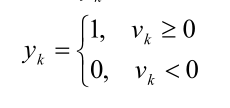 y_k = { 1, v_k ≥ 0
0, v_k < 0